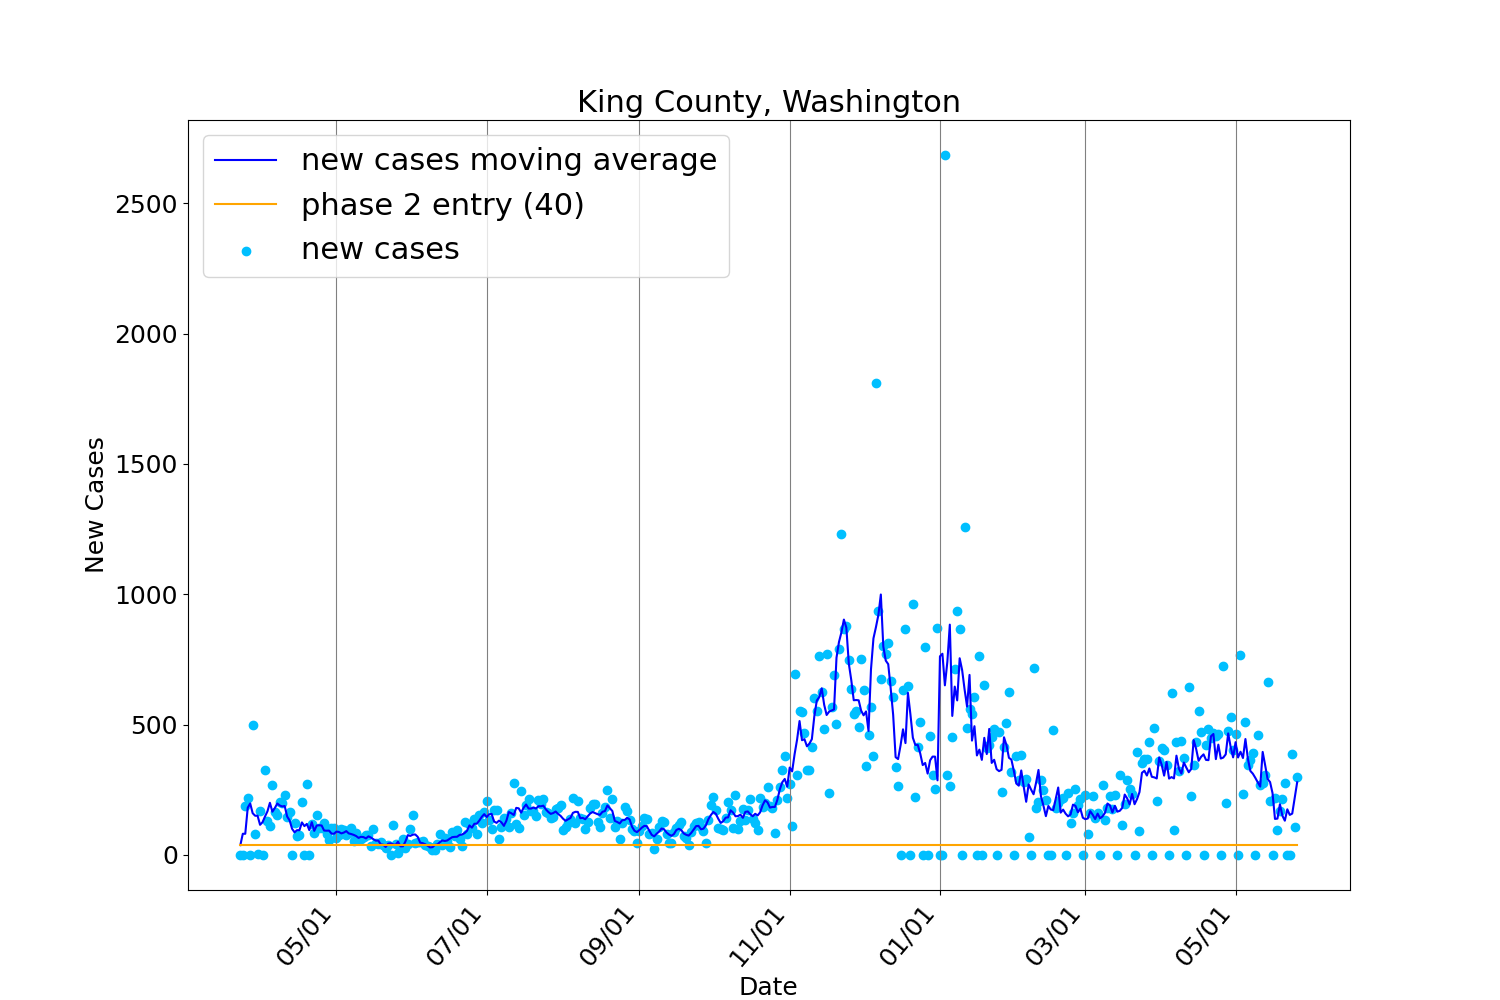 King County, Washington
new cases moving average
phase 2 entry (40)
new cases
2500
2000
1500
1000
500
0
New Cases
05/01
07/01
09/01
11/01
01/01
03/01
05/01
Date